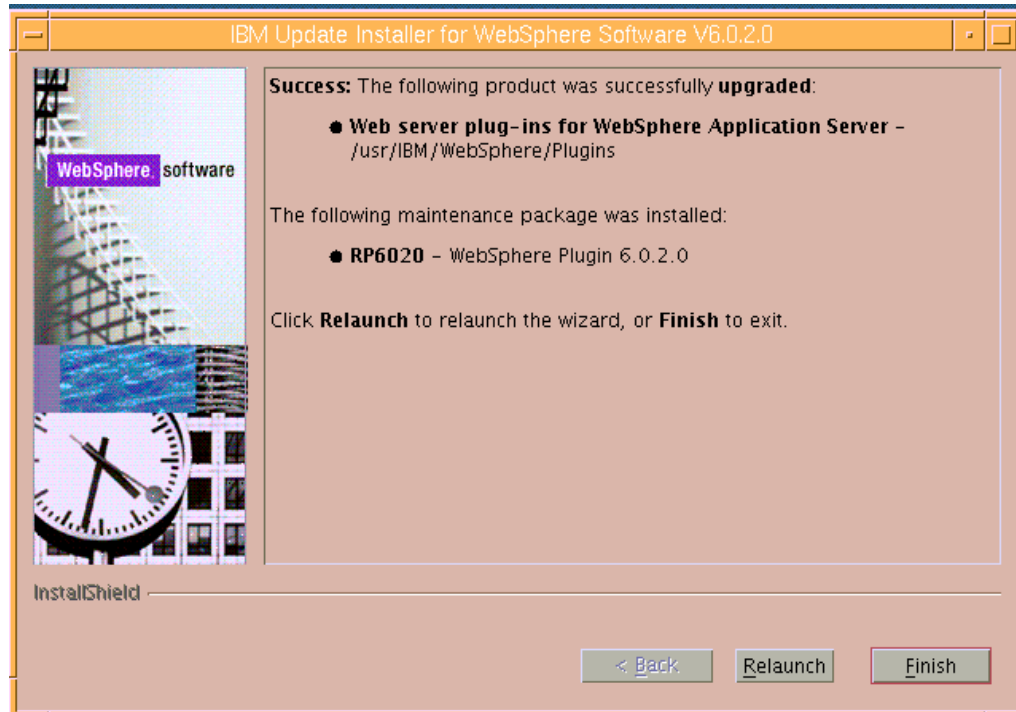 IBM Update Installer for WebSphere Software V6.0.2.0
WebSphere software
Success: The following product was successfully upgraded:
● Web server plug-ins for WebSphere Application Server -
/usr/IBM/WebSphere/Plugins
The following maintenance package was installed:
● RP6020 - WebSphere Plugin 6.0.2.0
Click Relaunch to relaunch the wizard, or Finish to exit.
InstallShield
< Back
Relaunch
Finish